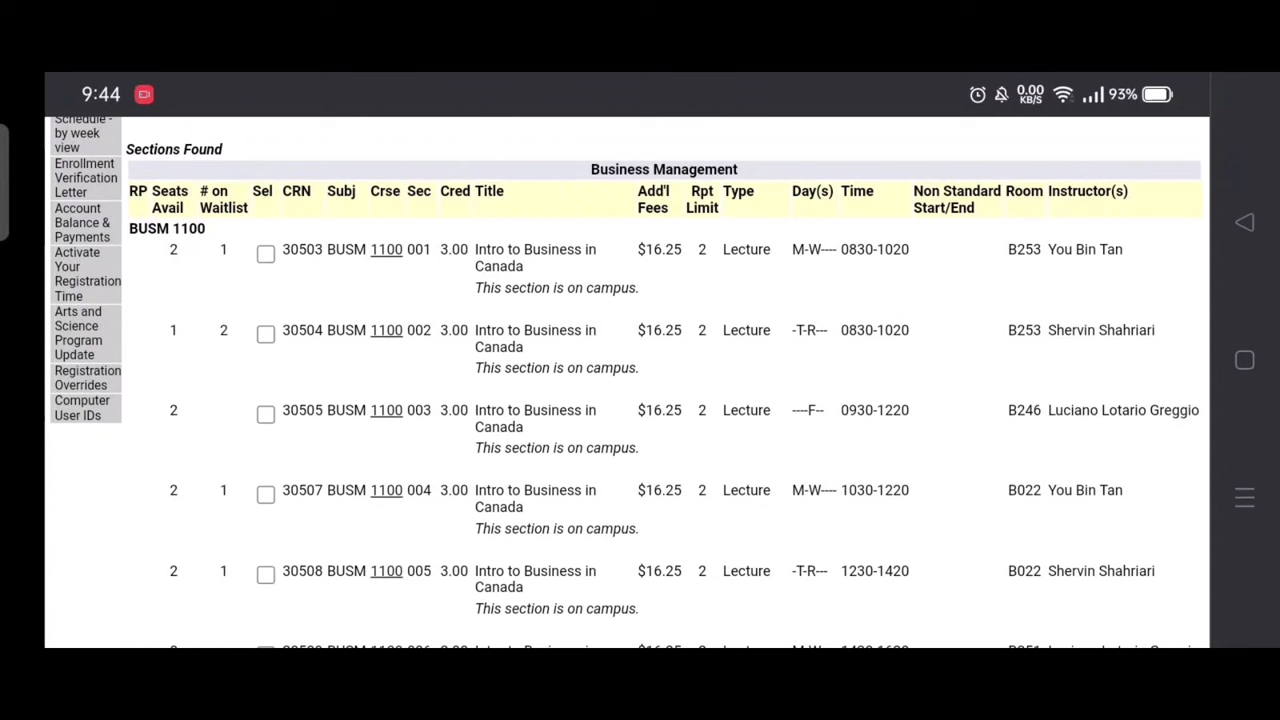 9:44 0.00 KB/S 93%
Schedule -
by week
view
Enrollment
Verification
Letter
Account
Balance &
Payments
Activate
Your
Registration
Time
Arts and
Science
Program
Update
Registration
Overrides
Computer
User IDs
Sections Found
Business Management
RP Seats Avail # on Waitlist Sel CRN Subj Crse Sec Cred Title Add'l Fees Rpt Limit Type Day(s) Time Non Standard Start/End Room Instructor(s)
BUSM 1100
2 1 30503 BUSM 1100 001 3.00 Intro to Business in $16.25 2 Lecture M-W---- 0830-1020 B253 You Bin Tan
Canada
This section is on campus.
1 2 30504 BUSM 1100 002 3.00 Intro to Business in $16.25 2 Lecture -T-R--- 0830-1020 B253 Shervin Shahriari
Canada
This section is on campus.
2 30505 BUSM 1100 003 3.00 Intro to Business in $16.25 2 Lecture ----F-- 0930-1220 B246 Luciano Lotario Greggio
Canada
This section is on campus.
2 1 30507 BUSM 1100 004 3.00 Intro to Business in $16.25 2 Lecture M-W---- 1030-1220 B022 You Bin Tan
Canada
This section is on campus.
2 1 30508 BUSM 1100 005 3.00 Intro to Business in $16.25 2 Lecture -T-R--- 1230-1420 B022 Shervin Shahriari
Canada
This section is on campus.